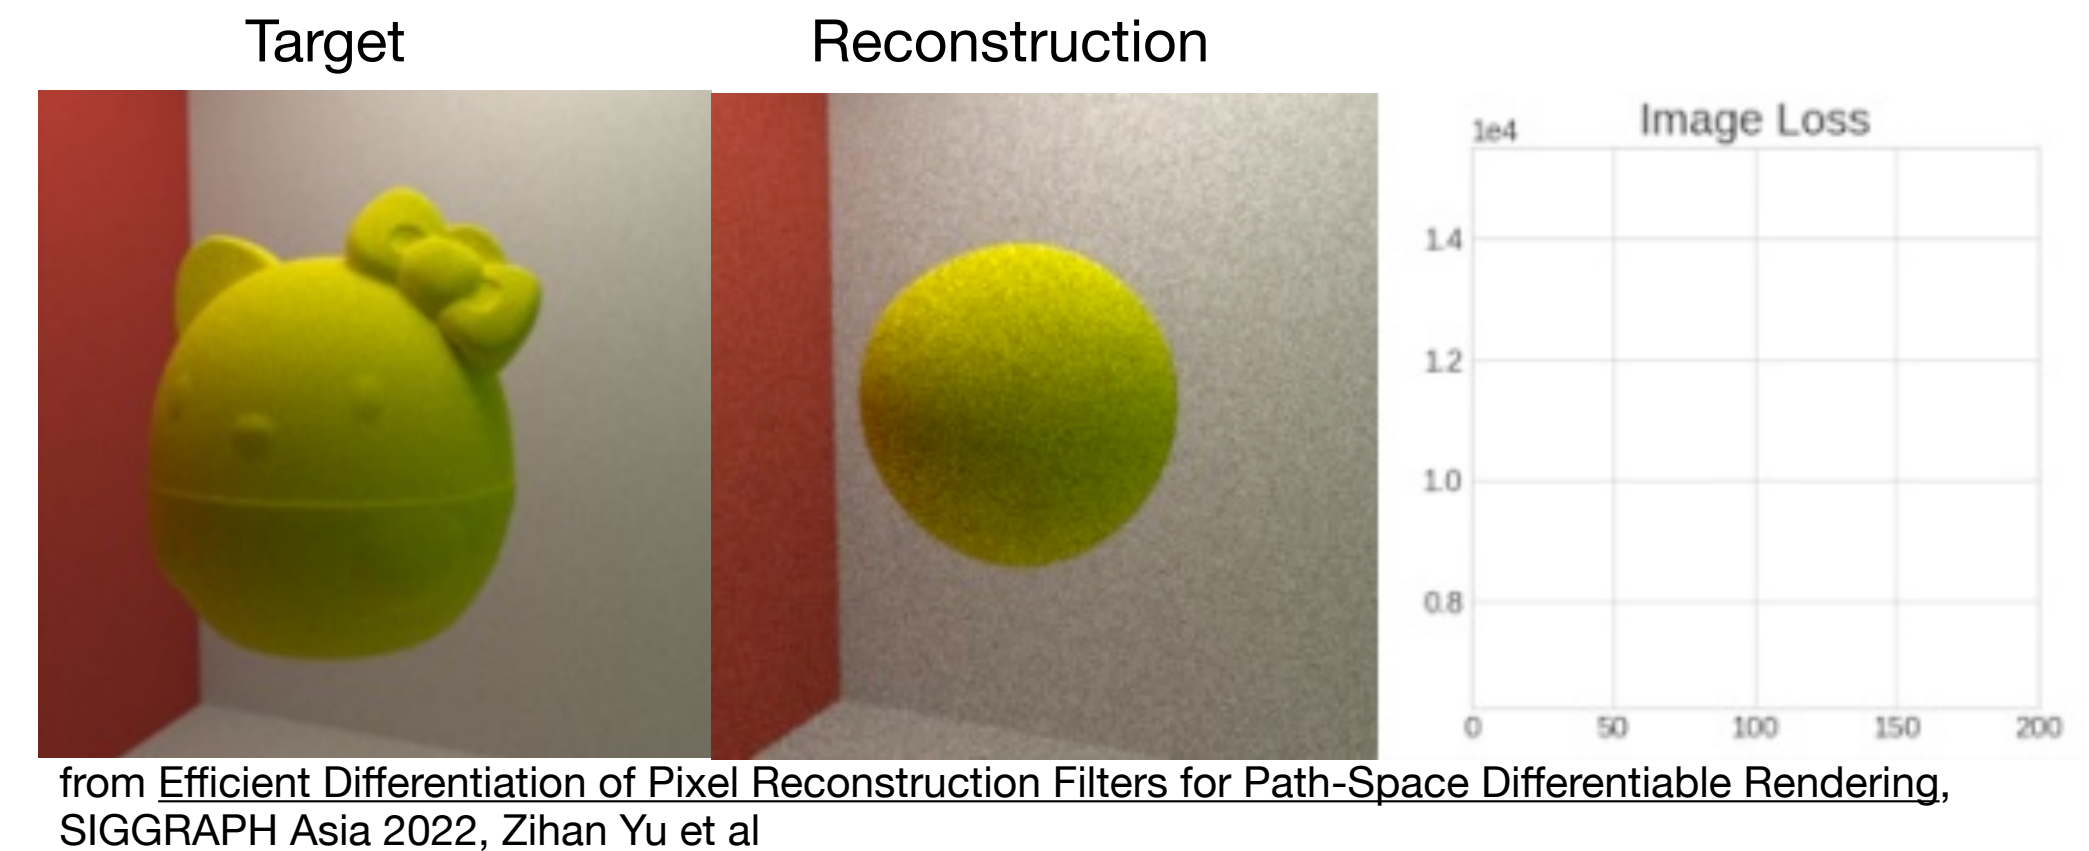 Target
Reconstruction
Image Loss
1e4
1.4
1.2
1.0
0.8
0 50 100 150 200
from Efficient Differentiation of Pixel Reconstruction Filters for Path-Space Differentiable Rendering,
SIGGRAPH Asia 2022, Zihan Yu et al